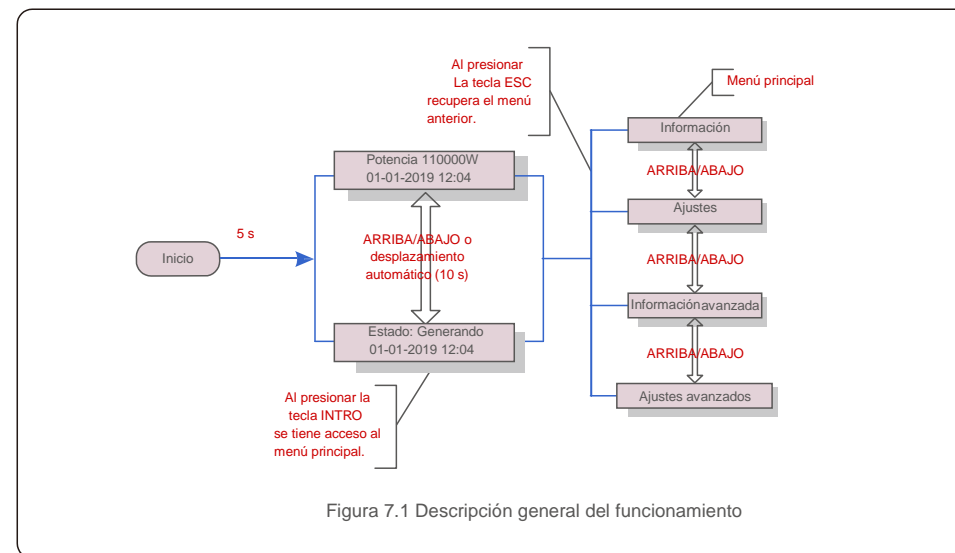 Inicio
5 s
Potencia 110000W
01-01-2019 12:04
ARRIBA/ABAJO o
desplazamiento
automático (10 s)
Estado: Generando
01-01-2019 12:04
Al presionar la
tecla INTRO
se tiene acceso al
menú principal.
Al presionar
La tecla ESC
recupera el menú
anterior.
Menú principal
Información
ARRIBA/ABAJO
Ajustes
ARRIBA/ABAJO
Información avanzada
ARRIBA/ABAJO
Ajustes avanzados
Figura 7.1 Descripción general del funcionamiento